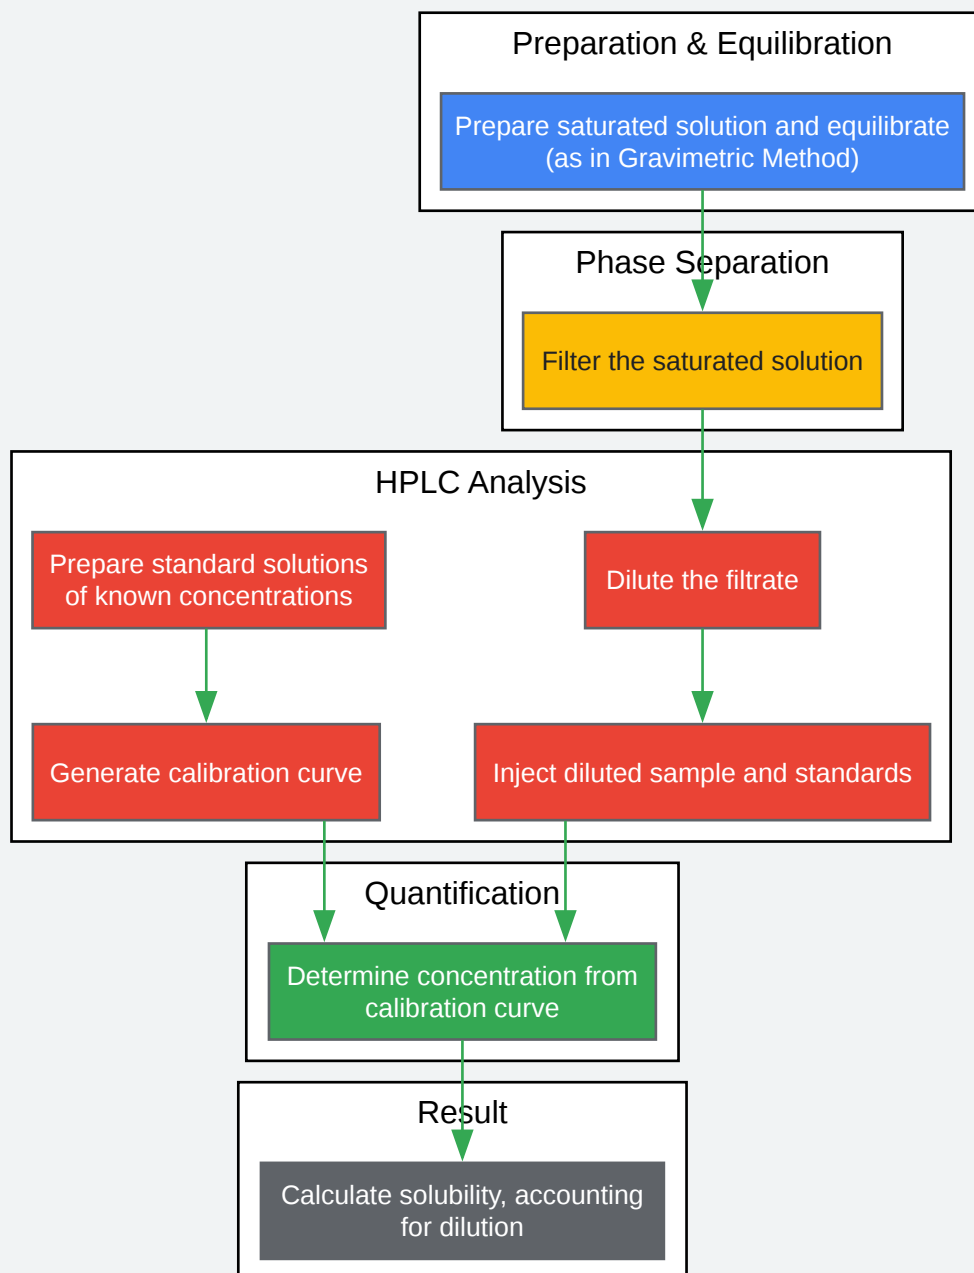 Preparation & Equilibration
Prepare saturated solution and equilibrate
(as in Gravimetric Method)
Phase Separation
Filter the saturated solution
HPLC Analysis
Prepare standard solutions
of known concentrations
Dilute the filtrate
Generate calibration curve
Inject diluted sample and standards
Quantification
Determine concentration from
calibration curve
Result
Calculate solubility, accounting
for dilution